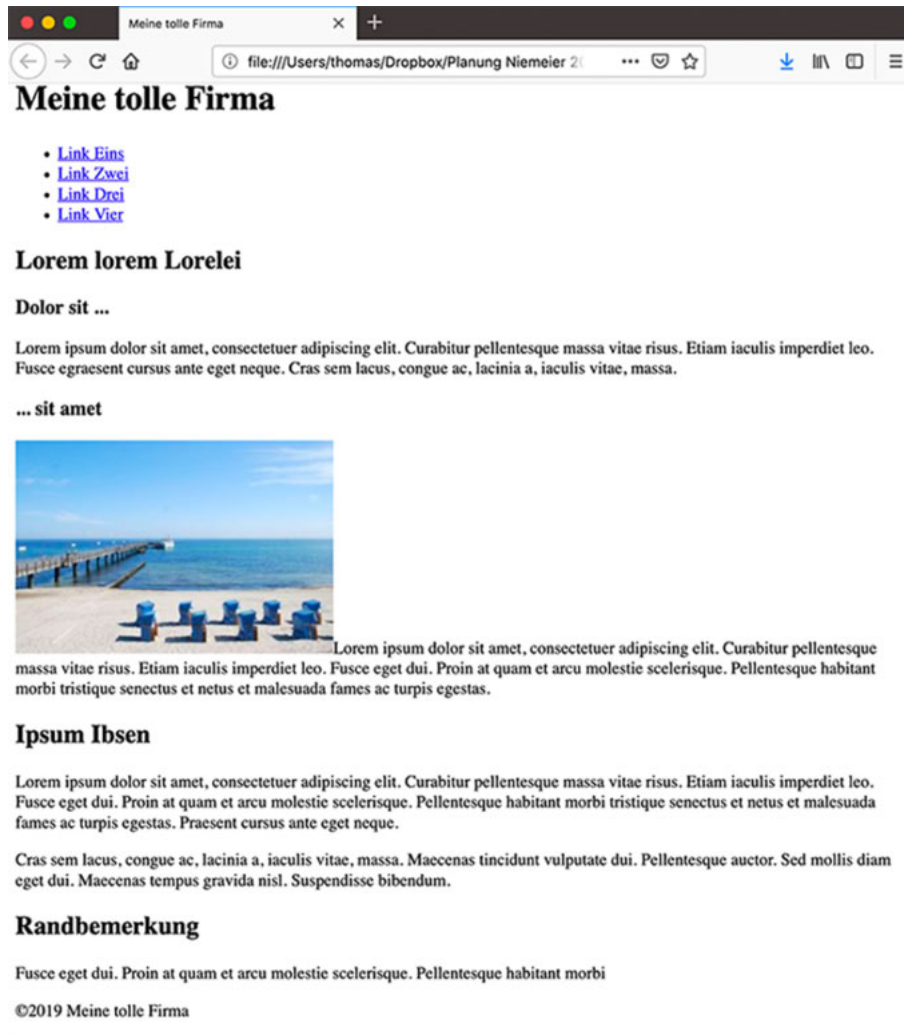 Meine tolle Firma
file:///Users/thomas/Dropbox/Planung Niemeier 2
Meine tolle Firma
Link Eins
Link Zwei
Link Drei
Link Vier
Lorem lorem Lorelei
Dolor sit ...
Lorem ipsum dolor sit amet, consectetuer adipiscing elit. Curabitur pellentesque massa vitae risus. Etiam iaculis imperdiet leo.
Fusce egraesent cursus ante eget neque. Cras sem lacus, congue ac, lacinia a, iaculis vitae, massa.
... sit amet
Lorem ipsum dolor sit amet, consectetuer adipiscing elit. Curabitur pellentesque
massa vitae risus. Etiam iaculis imperdiet leo. Fusce eget dui. Proin at quam et arcu molestie scelerisque. Pellentesque habitant
morbi tristique senectus et netus et malesuada fames ac turpis egestas.
Ipsum Ibsen
Lorem ipsum dolor sit amet, consectetuer adipiscing elit. Curabitur pellentesque massa vitae risus. Etiam iaculis imperdiet leo.
Fusce eget dui. Proin at quam et arcu molestie scelerisque. Pellentesque habitant morbi tristique senectus et netus et malesuada
fames ac turpis egestas. Praesent cursus ante eget neque.
Cras sem lacus, congue ac, lacinia a, iaculis vitae, massa. Maecenas tincidunt vulputate dui. Pellentesque auctor. Sed mollis diam
eget dui. Maecenas tempus gravida nisl. Suspendisse bibendum.
Randbemerkung
Fusce eget dui. Proin at quam et arcu molestie scelerisque. Pellentesque habitant morbi
©2019 Meine tolle Firma